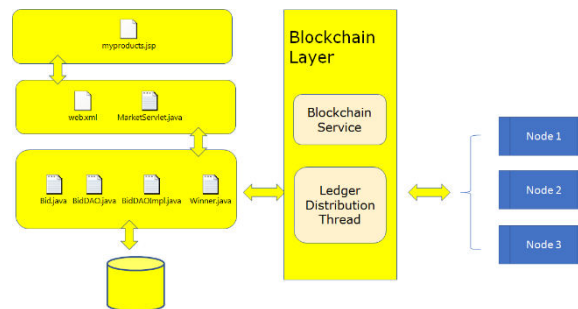 myproducts.jsp
web.xml MarketServlet.java
Bid.java BidDAO.java BidDAOImpl.java Winner.java
Blockchain
Layer
Blockchain
Service
Ledger
Distribution
Thread
Node 1
Node 2
Node 3